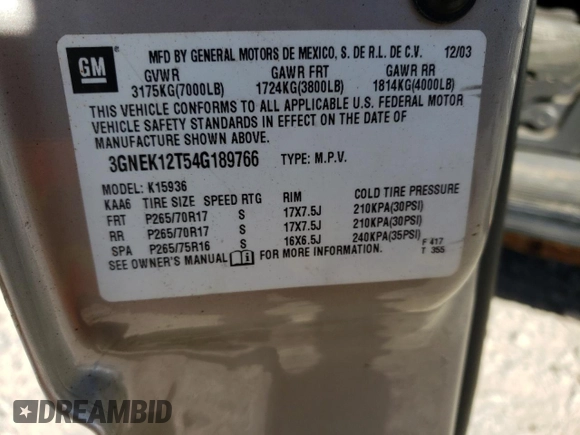 GM
MFD BY GENERAL MOTORS DE MEXICO, S. DE R.L. DE C.V. 12/03
GVWR GAWR FRT GAWR RR
3175KG(7000LB) 1724KG(3800LB) 1814KG(4000LB)
THIS VEHICLE CONFORMS TO ALL APPLICABLE U.S. FEDERAL MOTOR
VEHICLE SAFETY STANDARDS IN EFFECT ON THE DATE OF
MANUFACTURE SHOWN ABOVE.
3GNEK12T54G189766 TYPE: M.P.V.
MODEL: K15936
KAA6 TIRE SIZE SPEED RTG RIM COLD TIRE PRESSURE
FRT P265/70R17 S 17X7.5J 210KPA(30PSI)
RR P265/70R17 S 17X7.5J 210KPA(30PSI)
SPA P265/75R16 S 16X6.5J 240KPA(35PSI)
SEE OWNER'S MANUAL i FOR MORE INFORMATION.
F 417
T 355
DREAMBID